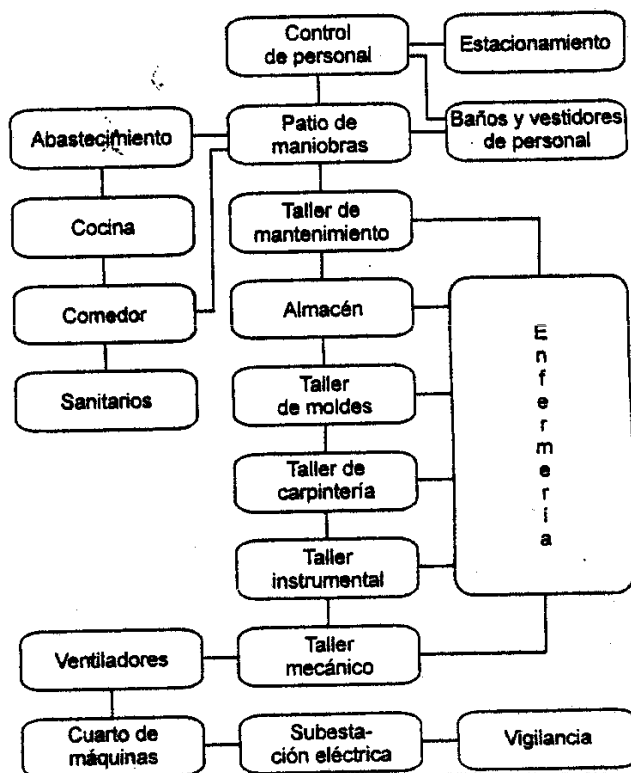 Control
de personal
Estacionamiento
Abastecimiento
Patio de
maniobras
Baños y vestidores
de personal
Cocina
Taller de
mantenimiento
Comedor
Almacén
Enfermería
Sanitarios
Taller
de moldes
Taller de
carpintería
Taller
instrumental
Ventiladores
Taller
mecánico
Cuarto de
máquinas
Subesta-
ción eléctrica
Vigilancia